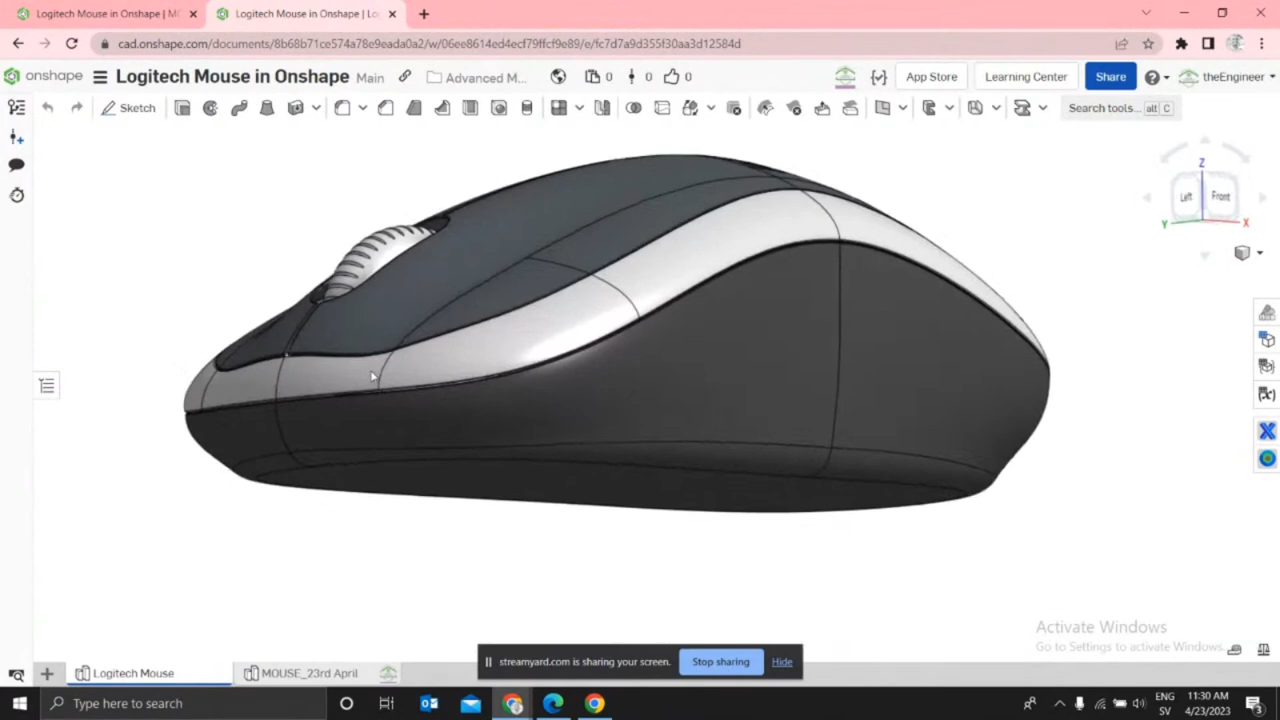 Logitech Mouse in Onshape | M
Logitech Mouse in Onshape | Lo
cad.onshape.com/documents/8b68b71ce574a78e9eada0a2/w/06ee8614ed4ecf79ffcf9e89/e/fc7d7a9d355f30aa3d12584d
onshape
Logitech Mouse in Onshape
Main
Advanced M...
0
0
0
App Store
Learning Center
Share
theEngineer
Sketch
Search tools...
alt
C
Z
Left
Front
Y
X
(x)
Activate Windows
Go to Settings to activate Windows.
streamyard.com is sharing your screen.
Stop sharing
Hide
Logitech Mouse
MOUSE_23rd April
Type here to search
ENG
SV
11:30 AM
4/23/2023
3